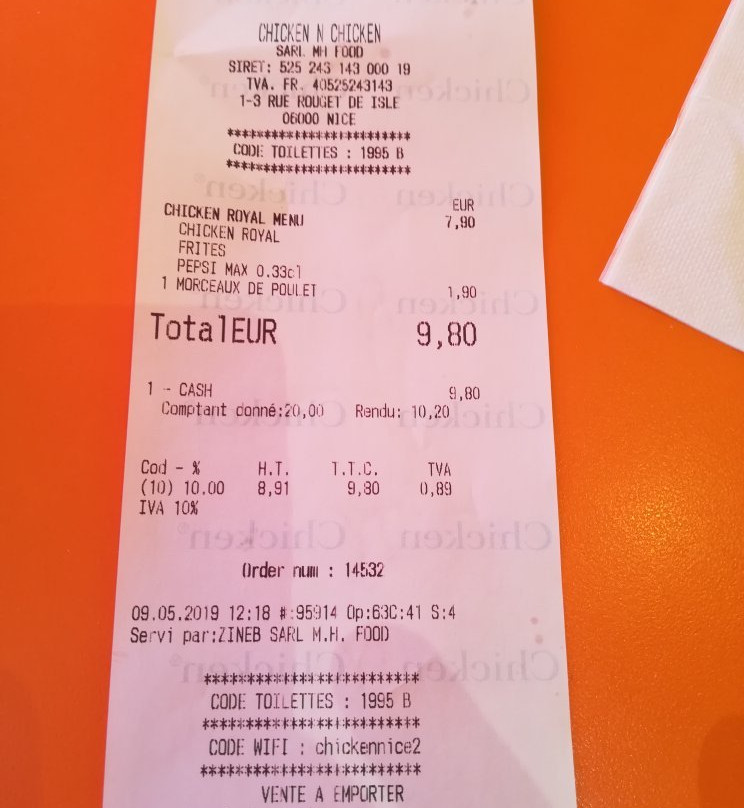 CHICKEN N CHICKEN
SARL MH FOOD
SIRET: 525 243 143 000 19
TVA. FR. 40525243143
1-3 RUE ROUGET DE ISLE
06000 NICE
*************************
CODE TOILETTES : 1995 B
*************************
EUR
CHICKEN ROYAL MENU 7,90
CHICKEN ROYAL
FRITES
PEPSI MAX 0.33cl
1 MORCEAUX DE POULET 1,90
TotalEUR 9,80
1 - CASH 9,80
Comptant donné:20,00 Rendu: 10,20
Cod - % H.T. T.T.C. TVA
(10) 10.00 8,91 9,80 0,89
IVA 10%
Order num : 14532
09.05.2019 12:18 #:95914 Op:63C:41 S:4
Servi par:ZINEB SARL M.H. FOOD
*************************
CODE TOILETTES : 1995 B
*************************
CODE WIFI : chickennice2
*************************
VENTE A EMPORTER